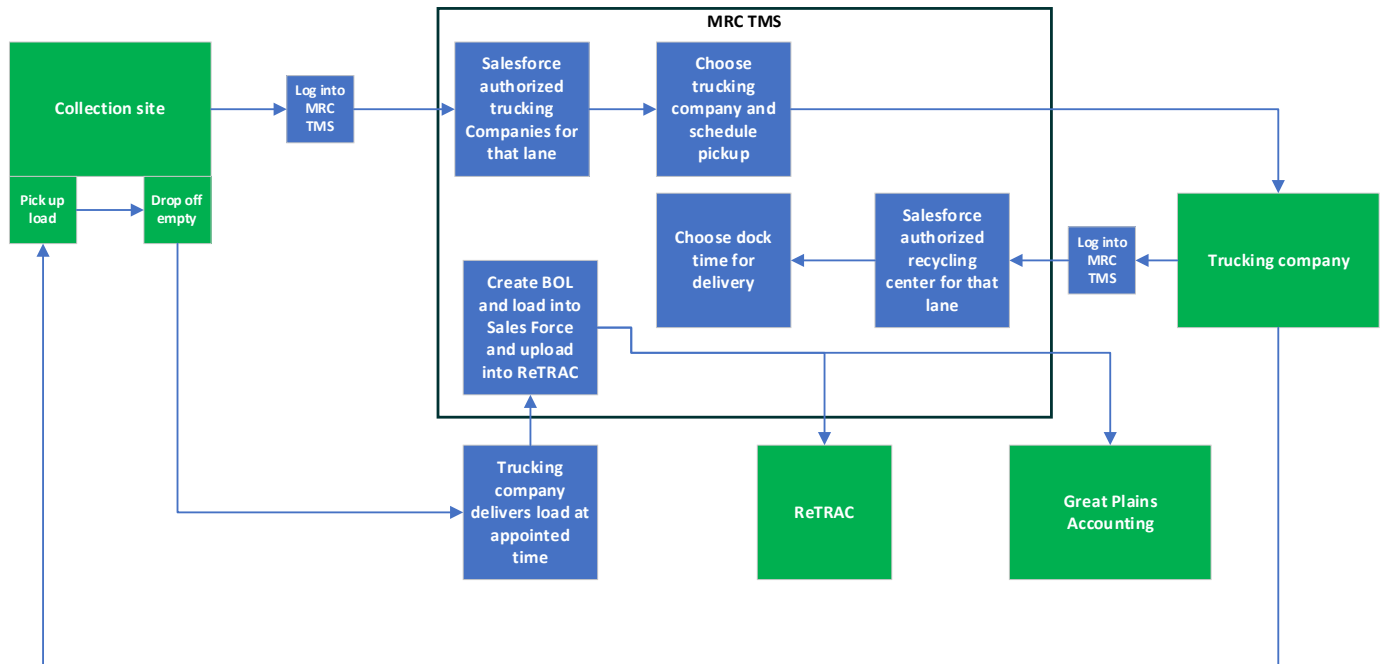 MRC TMS
Collection site
Log into
MRC
TMS
Salesforce
authorized
trucking
Companies for
that lane
Choose
trucking
company and
schedule
pickup
Pick up
load
Drop off
empty
Choose dock
time for
delivery
Salesforce
authorized
recycling
center for that
lane
Log into
MRC
TMS
Trucking company
Create BOL
and load into
Sales Force
and upload
into ReTRAC
Trucking
company
delivers load at
appointed
time
ReTRAC
Great Plains
Accounting